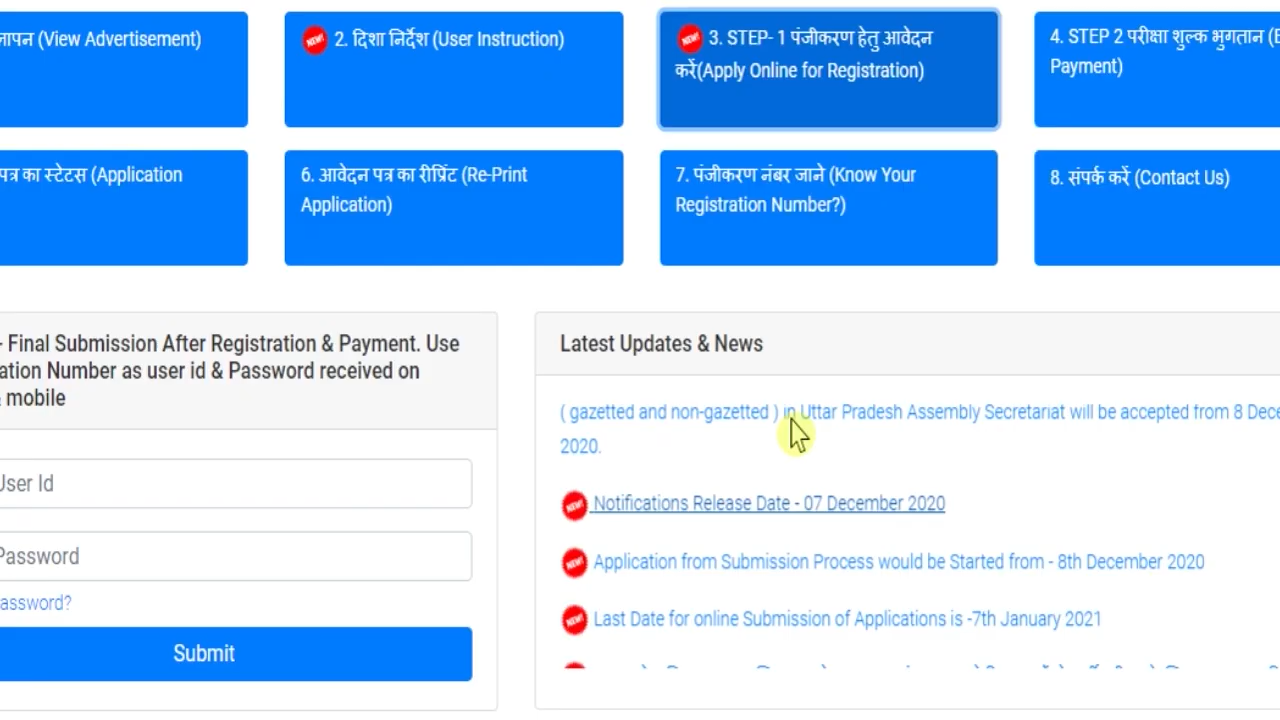 (View Advertisement)
2. दिशा निर्देश (User Instruction)
3. STEP- 1 पंजीकरण हेतु आवेदन
करें(Apply Online for Registration)
4. STEP 2 परीक्षा शुल्क भुगतान
Payment)
पत्र का स्टेटस (Application
6. आवेदन पत्र का रीप्रिंट (Re-Print
Application)
7. पंजीकरण नंबर जाने (Know Your
Registration Number?)
8. संपर्क करें (Contact Us)
- Final Submission After Registration & Payment. Use
ation Number as user id & Password received on
mobile
User Id
Password
assword?
Submit
Latest Updates & News
( gazetted and non-gazetted ) in Uttar Pradesh Assembly Secretariat will be accepted from 8 Dece
2020.
NEW! Notifications Release Date - 07 December 2020
NEW! Application from Submission Process would be Started from - 8th December 2020
NEW! Last Date for online Submission of Applications is -7th January 2021